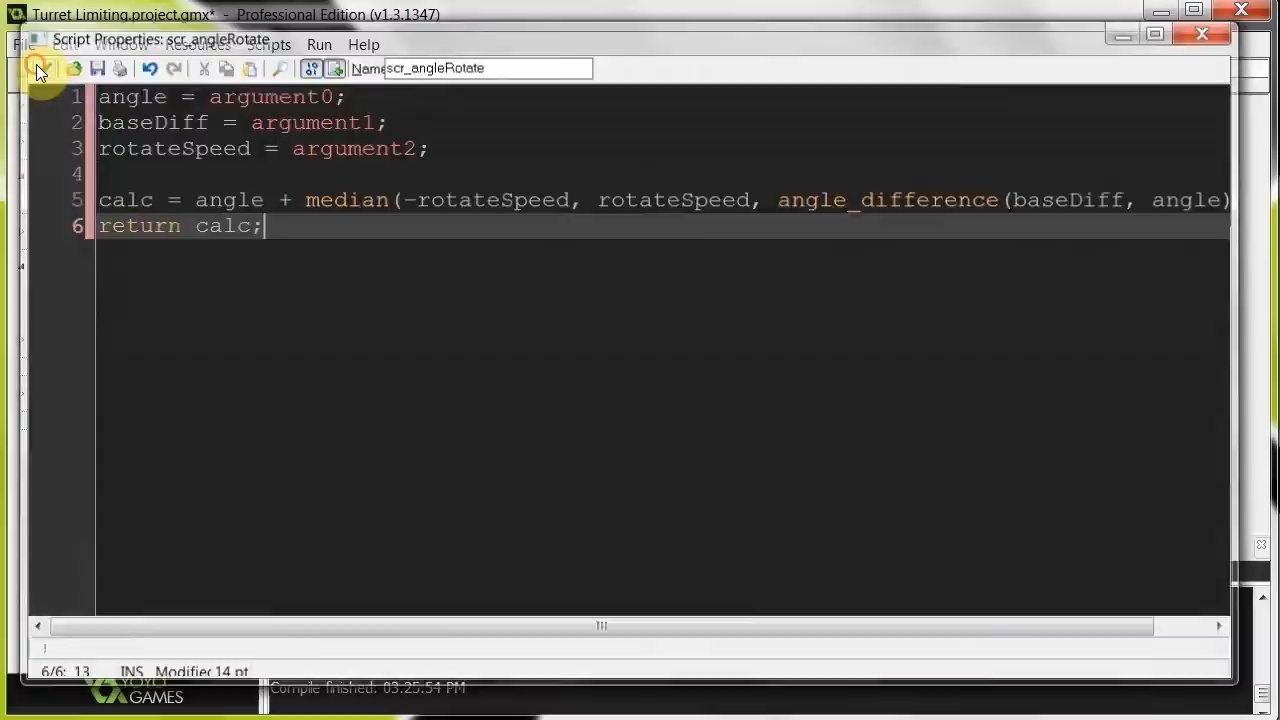 Turret Limiting.project.gmx* - Professional Edition (v1.3.1347)
Script Properties: scr_angleRotate
File Edit Window Resources Scripts Run Help
Name scr_angleRotate
1 angle = argument0;
2 baseDiff = argument1;
3 rotateSpeed = argument2;
4
5 calc = angle + median(-rotateSpeed, rotateSpeed, angle_difference(baseDiff, angle)
6 return calc;
!
6/6: 13 INS Modified 14 pt
YOYO
GAMES
Compile finished: 03:25:54 PM